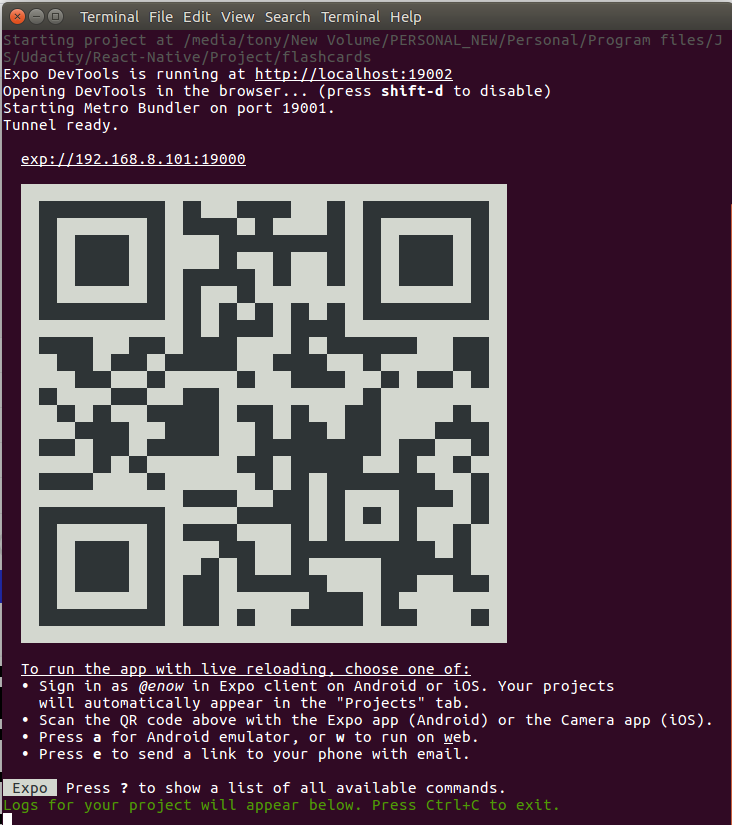 Terminal File Edit View Search Terminal Help
Starting project at /media/tony/New Volume/PERSONAL_NEW/Personal/Program files/J
S/Udacity/React-Native/Project/flashcards
Expo DevTools is running at http://localhost:19002
Opening DevTools in the browser... (press shift-d to disable)
Starting Metro Bundler on port 19001.
Tunnel ready.
exp://192.168.8.101:19000
To run the app with live reloading, choose one of:
• Sign in as @enow in Expo client on Android or iOS. Your projects
will automatically appear in the "Projects" tab.
• Scan the QR code above with the Expo app (Android) or the Camera app (iOS).
• Press a for Android emulator, or w to run on web.
• Press e to send a link to your phone with email.
Expo Press ? to show a list of all available commands.
Logs for your project will appear below. Press Ctrl+C to exit.